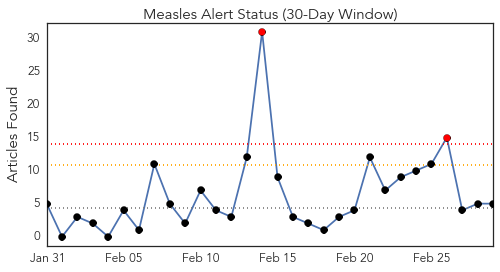 Measles Alert Status (30-Day Window)
Articles Found
30
25
20
15
10
5
0
Jan 31 Feb 05 Feb 10 Feb 15 Feb 20 Feb 25